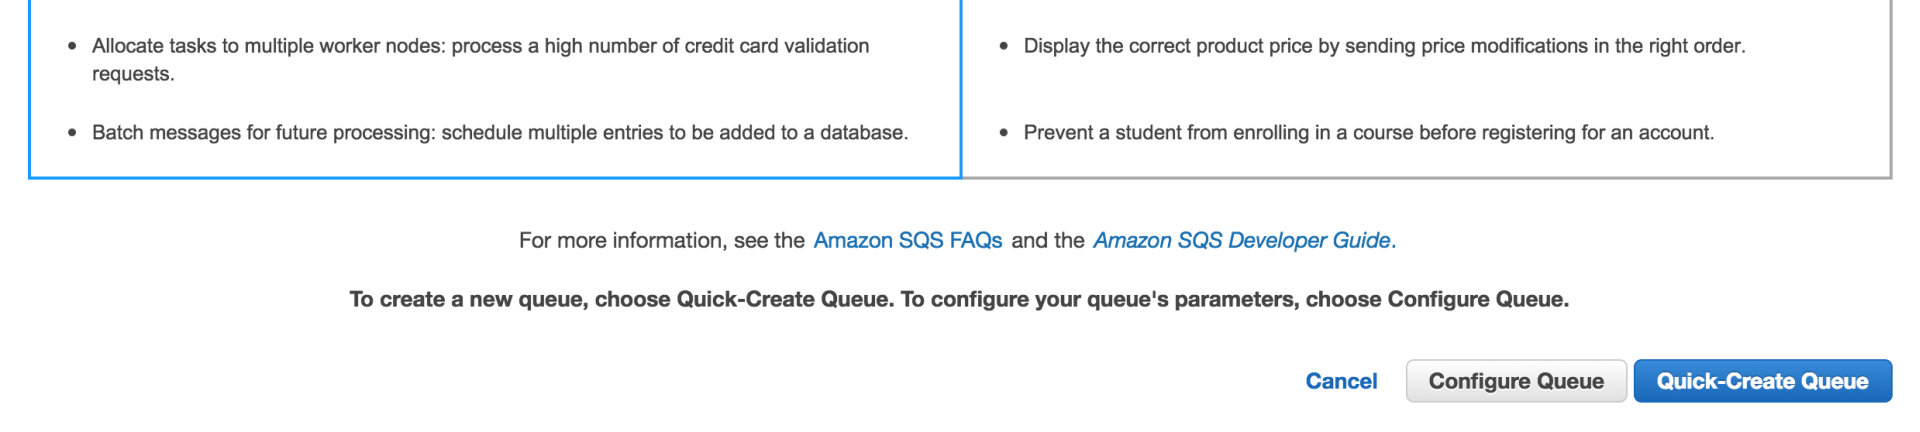 • Allocate tasks to multiple worker nodes: process a high number of credit card validation
requests.
• Batch messages for future processing: schedule multiple entries to be added to a database.
• Display the correct product price by sending price modifications in the right order.
• Prevent a student from enrolling in a course before registering for an account.
For more information, see the Amazon SQS FAQs and the Amazon SQS Developer Guide.
To create a new queue, choose Quick-Create Queue. To configure your queue's parameters, choose Configure Queue.
Cancel Configure Queue Quick-Create Queue